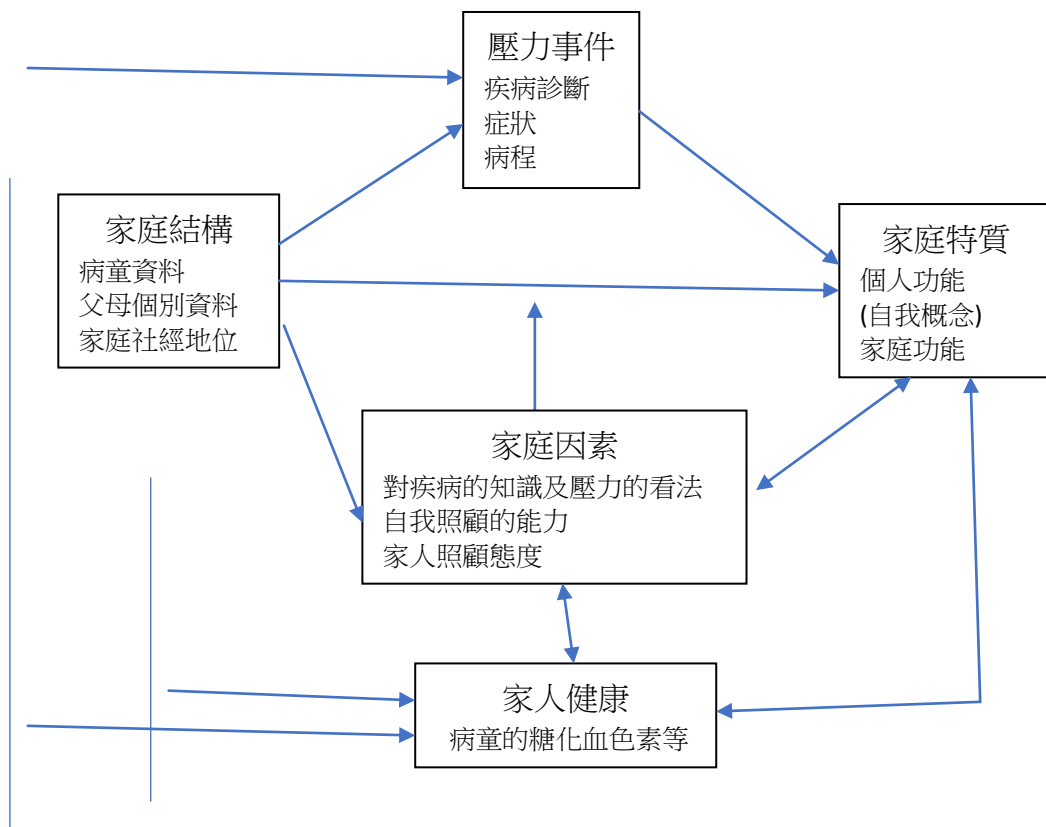 壓力事件
疾病診斷
症狀
病程
家庭結構
病童資料
父母個別資料
家庭社經地位
家庭特質
個人功能
(自我概念)
家庭功能
家庭因素
對疾病的知識及壓力的看法
自我照顧的能力
家人照顧態度
家人健康
病童的糖化血色素等